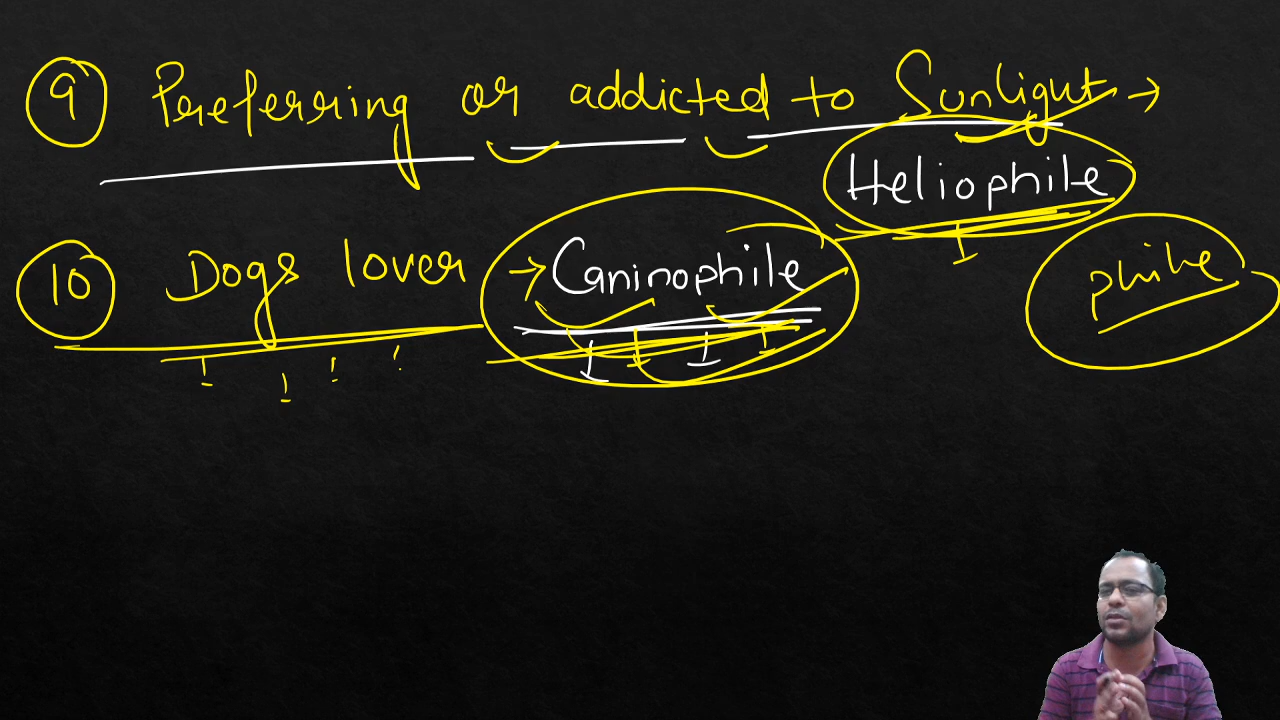 9 Preferring or addicted to Sunlight →
Heliophile
10 Dogs lover → Caninophile
phile